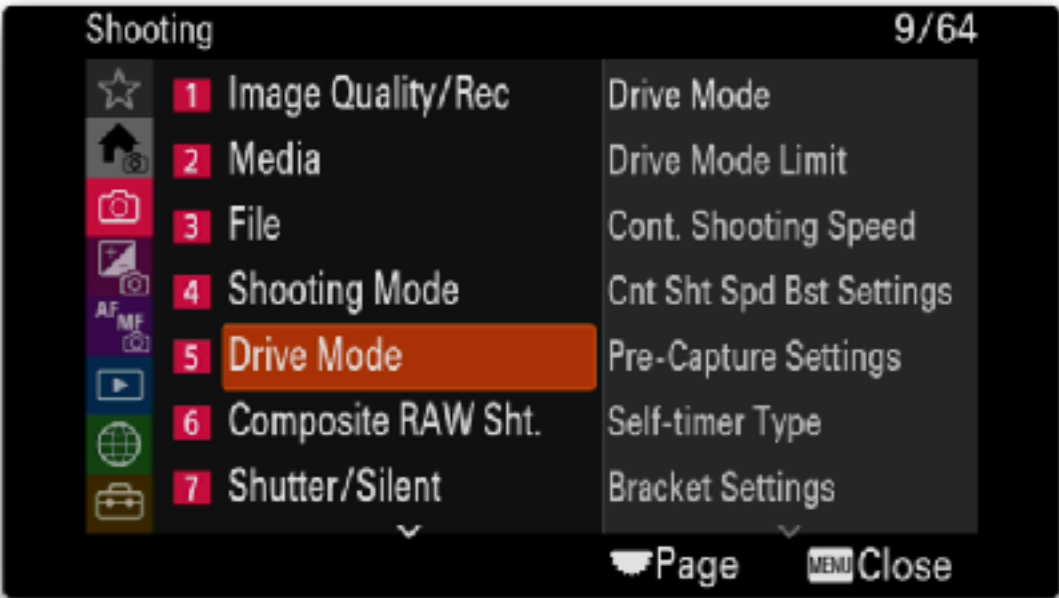 Shooting 9/64
1 Image Quality/Rec
2 Media
3 File
4 Shooting Mode
5 Drive Mode
6 Composite RAW Sht.
7 Shutter/Silent
AF MF
Drive Mode
Drive Mode Limit
Cont. Shooting Speed
Cnt Sht Spd Bst Settings
Pre-Capture Settings
Self-timer Type
Bracket Settings
Page MENU Close